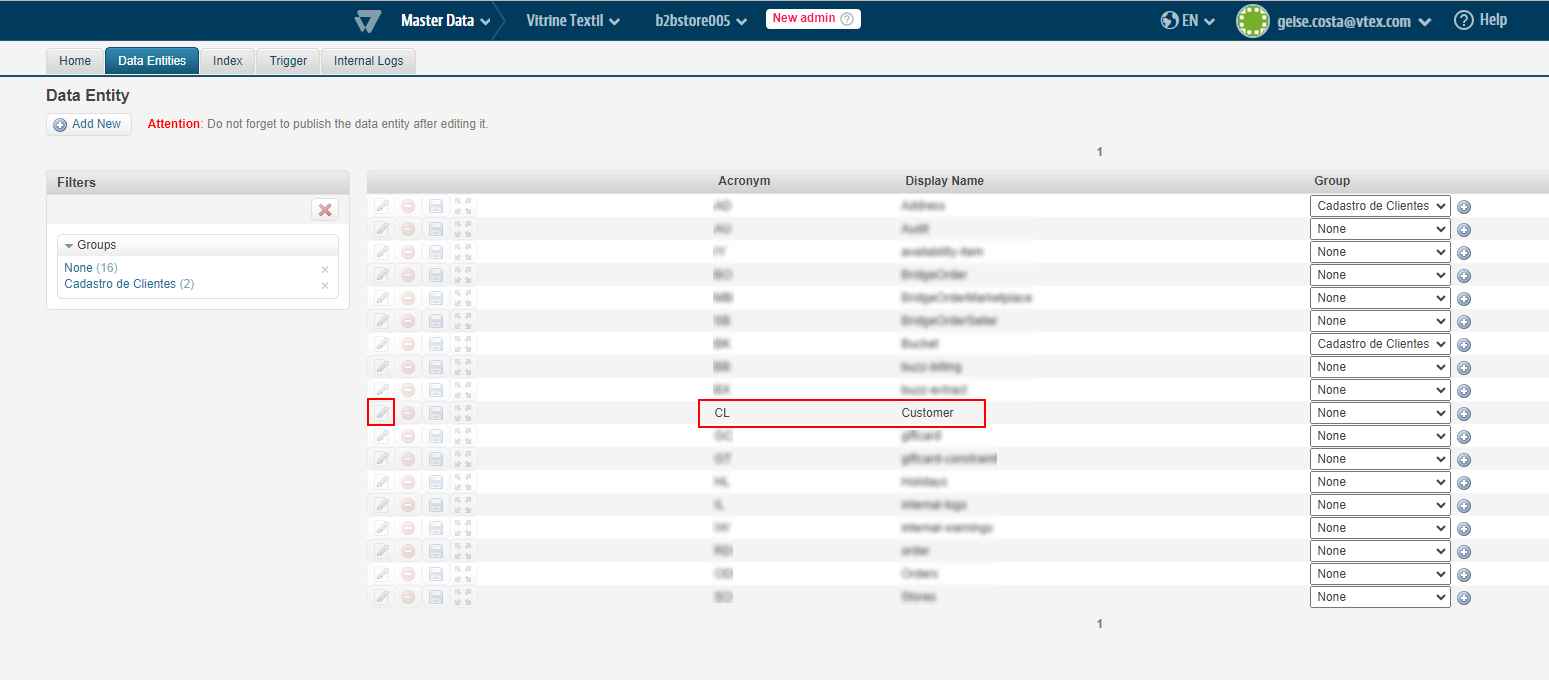 Master Data Vitrine Textil b2bstore005 New admin EN geise.costa@vtex.com Help
Home Data Entities Index Trigger Internal Logs
Data Entity
Add New Attention: Do not forget to publish the data entity after editing it.
1
Filters
Groups
None (16)
Cadastro de Clientes (2)
Acronym Display Name Group
AD Address Cadastro de Clientes
AU Audit None
IY availability-item None
BO BridgeOrder None
MB BridgeOrderMarketplace None
SB BridgeOrderSeller None
BK Bucket Cadastro de Clientes
BB buzz-billing None
BX buzz-extract None
CL Customer None
GC giftcard None
GT giftcard-constraint None
HL Holidays None
IL internal-logs None
IW internal-warnings None
RD order None
OD Orders None
SO Stores None
1